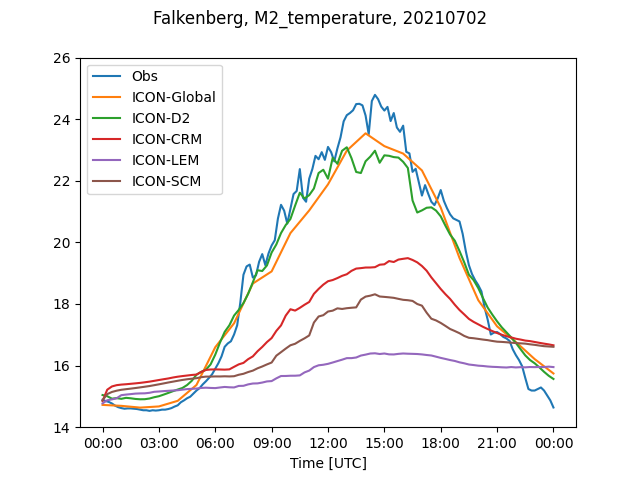 Falkenberg, M2_temperature, 20210702
26
24
22
20
18
16
14
Obs
ICON-Global
ICON-D2
ICON-CRM
ICON-LEM
ICON-SCM
00:00 03:00 06:00 09:00 12:00 15:00 18:00 21:00 00:00
Time [UTC]